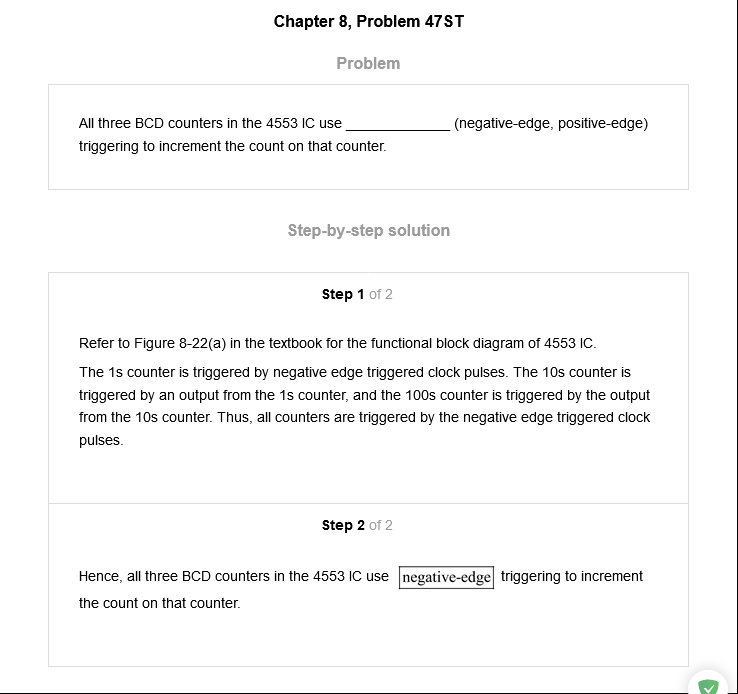 Chapter 8, Problem 47ST
Problem
All three BCD counters in the 4553 IC use _____________ (negative-edge, positive-edge)
triggering to increment the count on that counter.
Step-by-step solution
Step 1 of 2
Refer to Figure 8-22(a) in the textbook for the functional block diagram of 4553 IC.
The 1s counter is triggered by negative edge triggered clock pulses. The 10s counter is
triggered by an output from the 1s counter, and the 100s counter is triggered by the output
from the 10s counter. Thus, all counters are triggered by the negative edge triggered clock
pulses.
Step 2 of 2
Hence, all three BCD counters in the 4553 IC use negative-edge triggering to increment
the count on that counter.